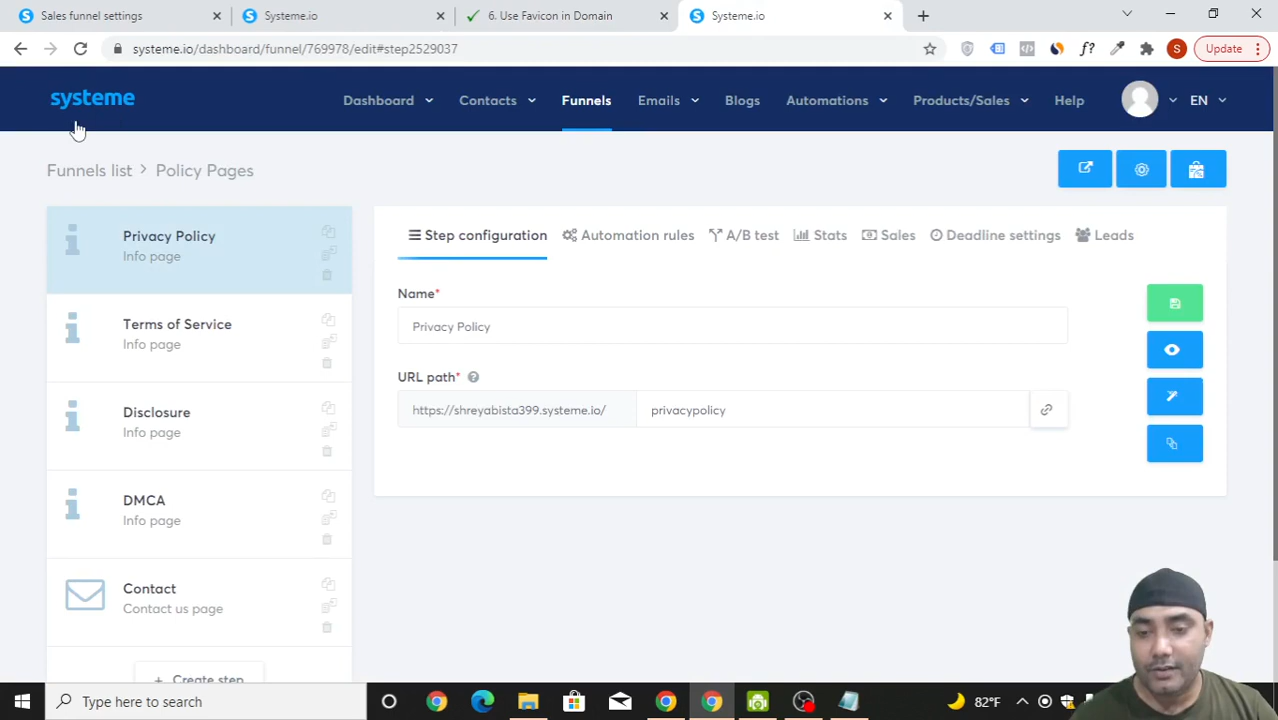 Sales funnel settings
Systeme.io
6. Use Favicon in Domain
Systeme.io
systeme.io/dashboard/funnel/769978/edit#step2529037
f?
S
Update
systeme
Dashboard
Contacts
Funnels
Emails
Blogs
Automations
Products/Sales
Help
EN
Funnels list > Policy Pages
Privacy Policy
Info page
Terms of Service
Info page
Disclosure
Info page
DMCA
Info page
Contact
Contact us page
+ Create step
Step configuration
Automation rules
A/B test
Stats
Sales
Deadline settings
Leads
Name*
Privacy Policy
URL path*
https://shreyabista399.systeme.io/
privacypolicy
Type here to search
82°F